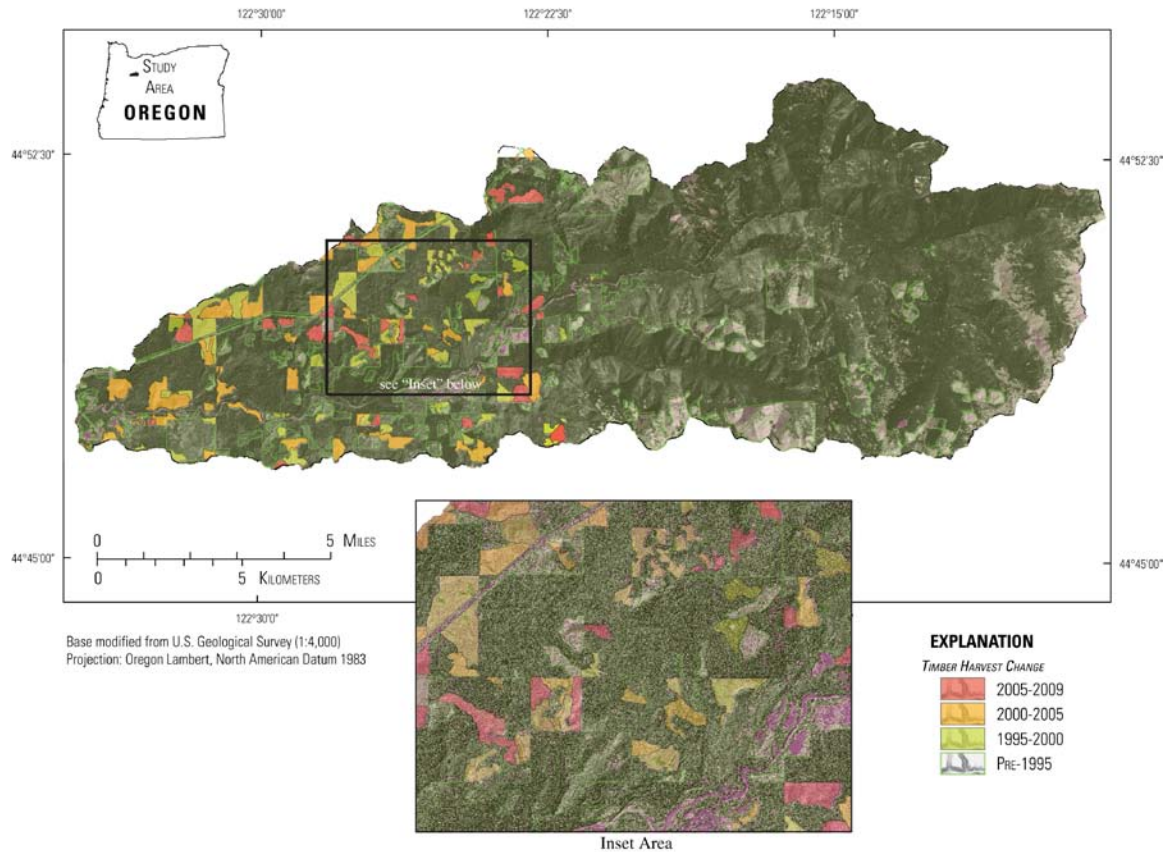 122°30'00"
122°22'30"
122°15'00"
STUDY
AREA
OREGON
44°52'30"
44°52'30"
see "Inset" below
0
5 MILES
0
5
KILOMETERS
44°45'00"
44°45'00"
122°30'0"
Base modified from U.S. Geological Survey (1:4,000)
Projection: Oregon Lambert, North American Datum 1983
EXPLANATION
TIMBER HARVEST CHANGE
2005-2009
2000-2005
1995-2000
PRE-1995
Inset Area